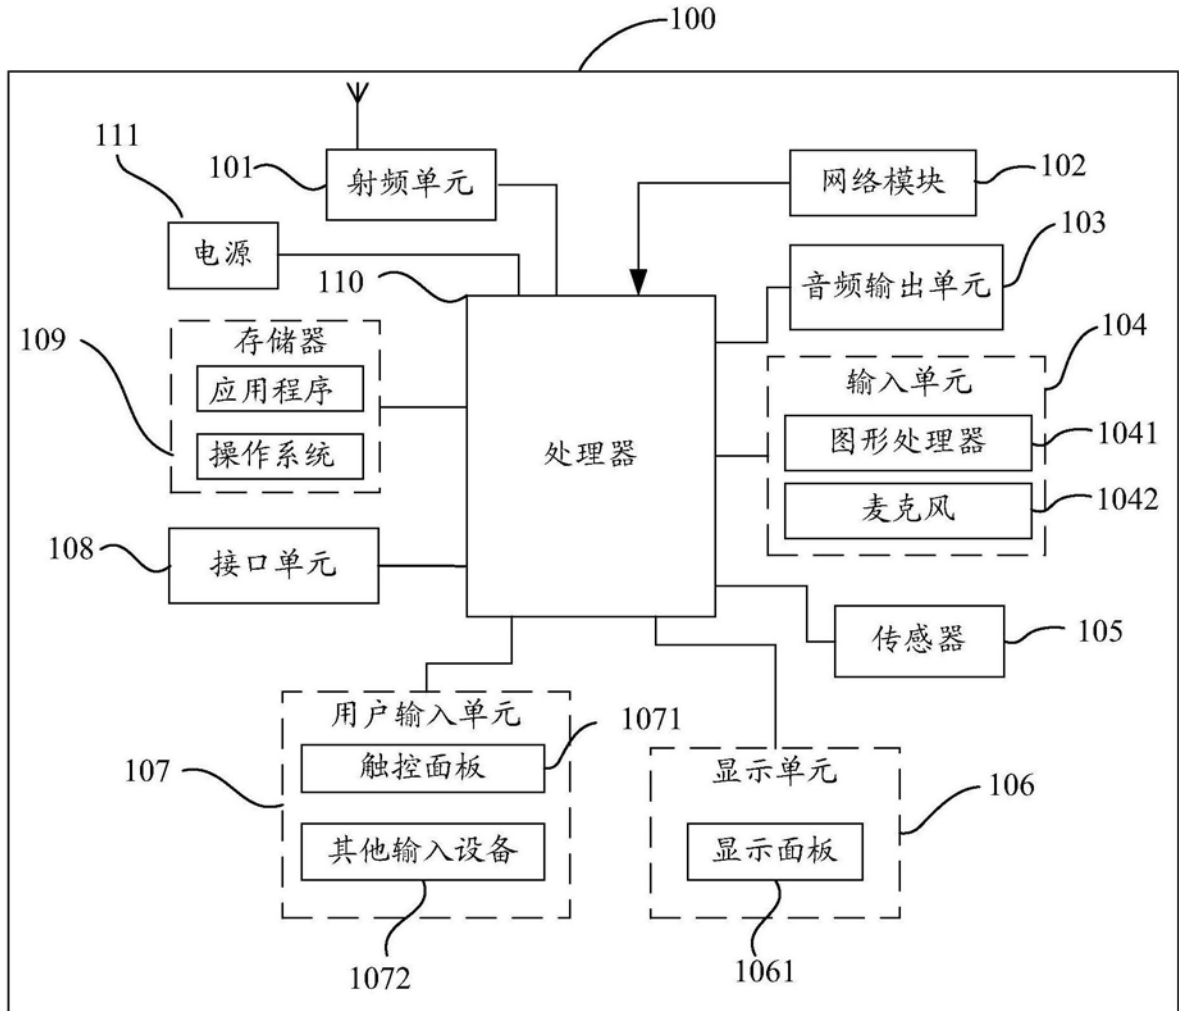 100
111
101
射频单元
网络模块
102
电源
103
110
音频输出单元
109
存储器
应用程序
操作系统
104
输入单元
图形处理器
1041
麦克风
1042
处理器
108
接口单元
传感器
105
107
用户输入单元
1071
触控面板
其他输入设备
1072
显示单元
106
显示面板
1061